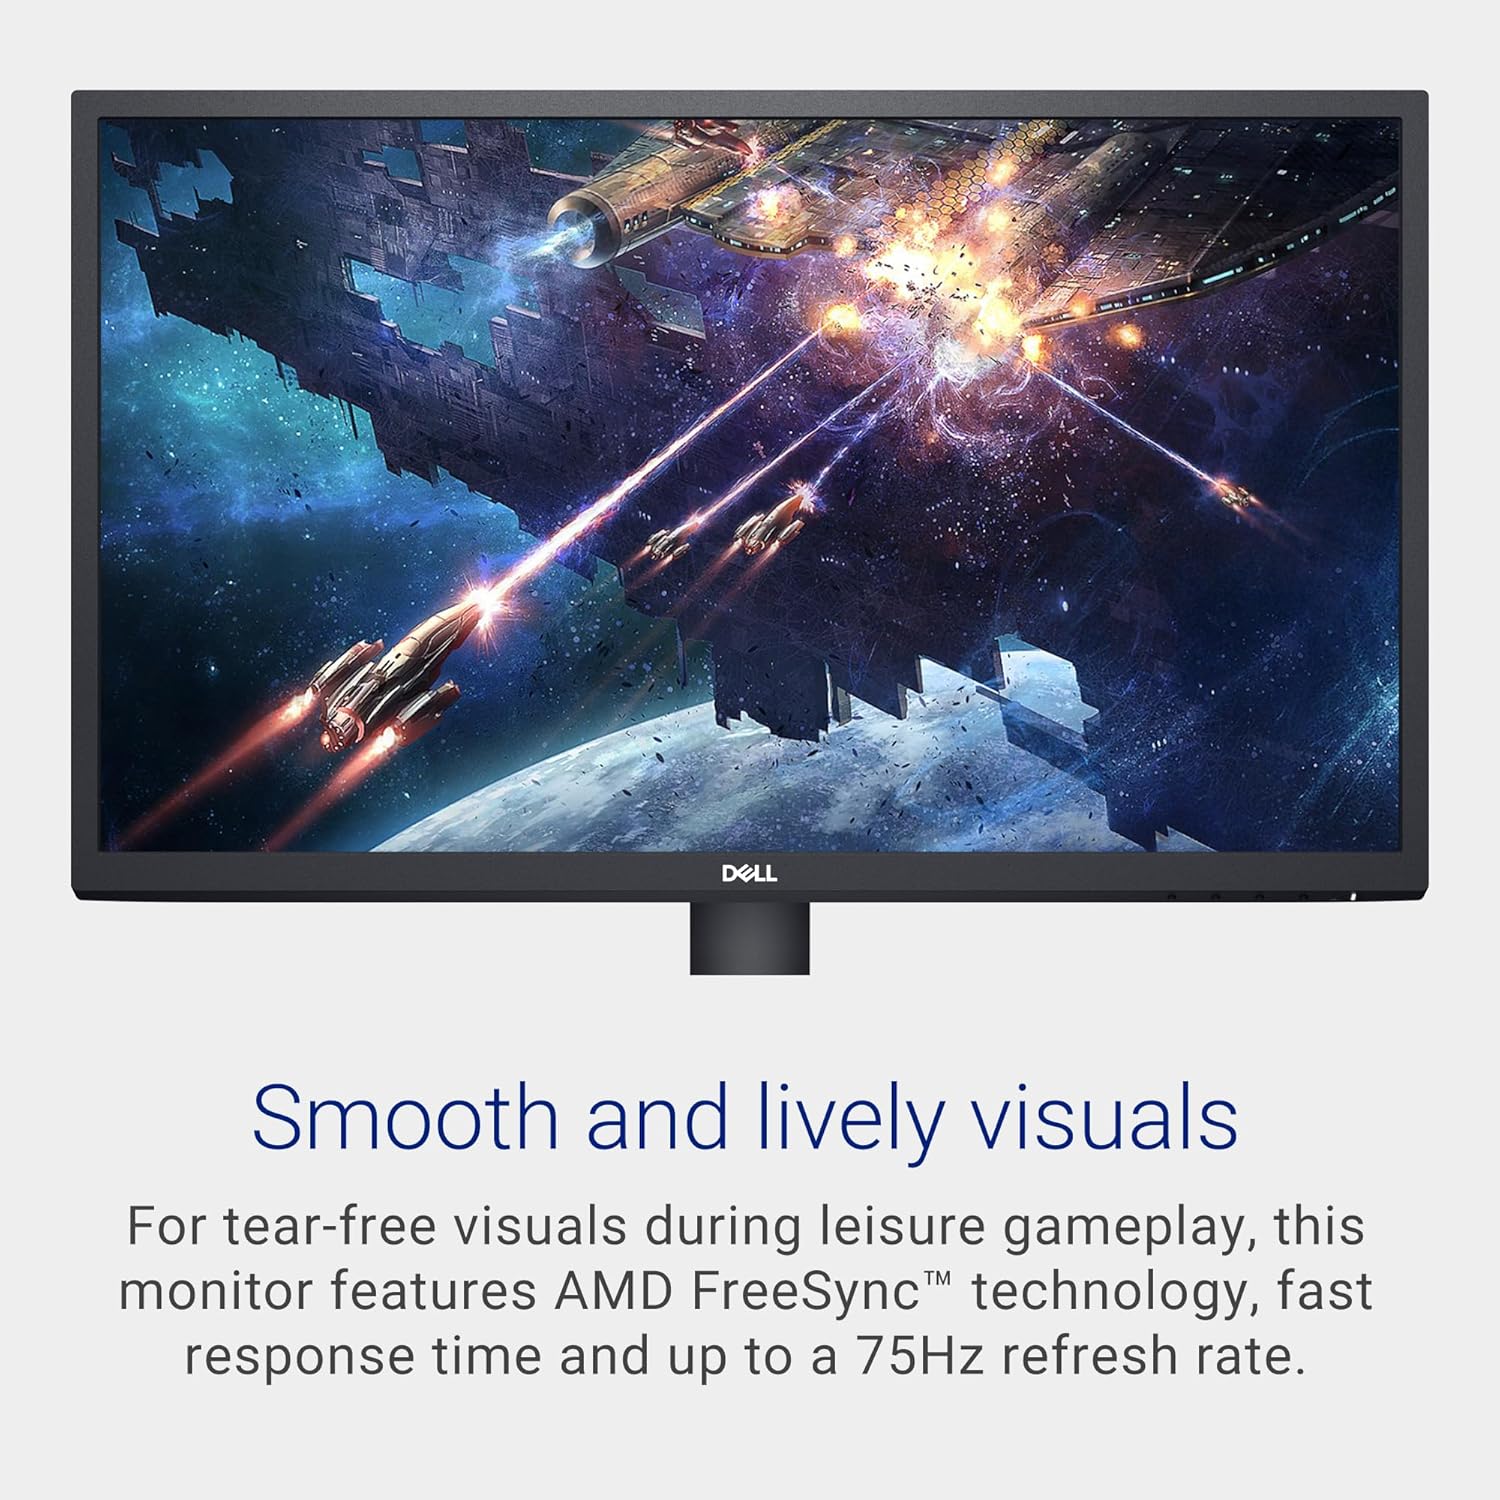 DELL
Smooth and lively visuals
For tear-free visuals during leisure gameplay, this
monitor features AMD FreeSync™ technology, fast
response time and up to a 75Hz refresh rate.